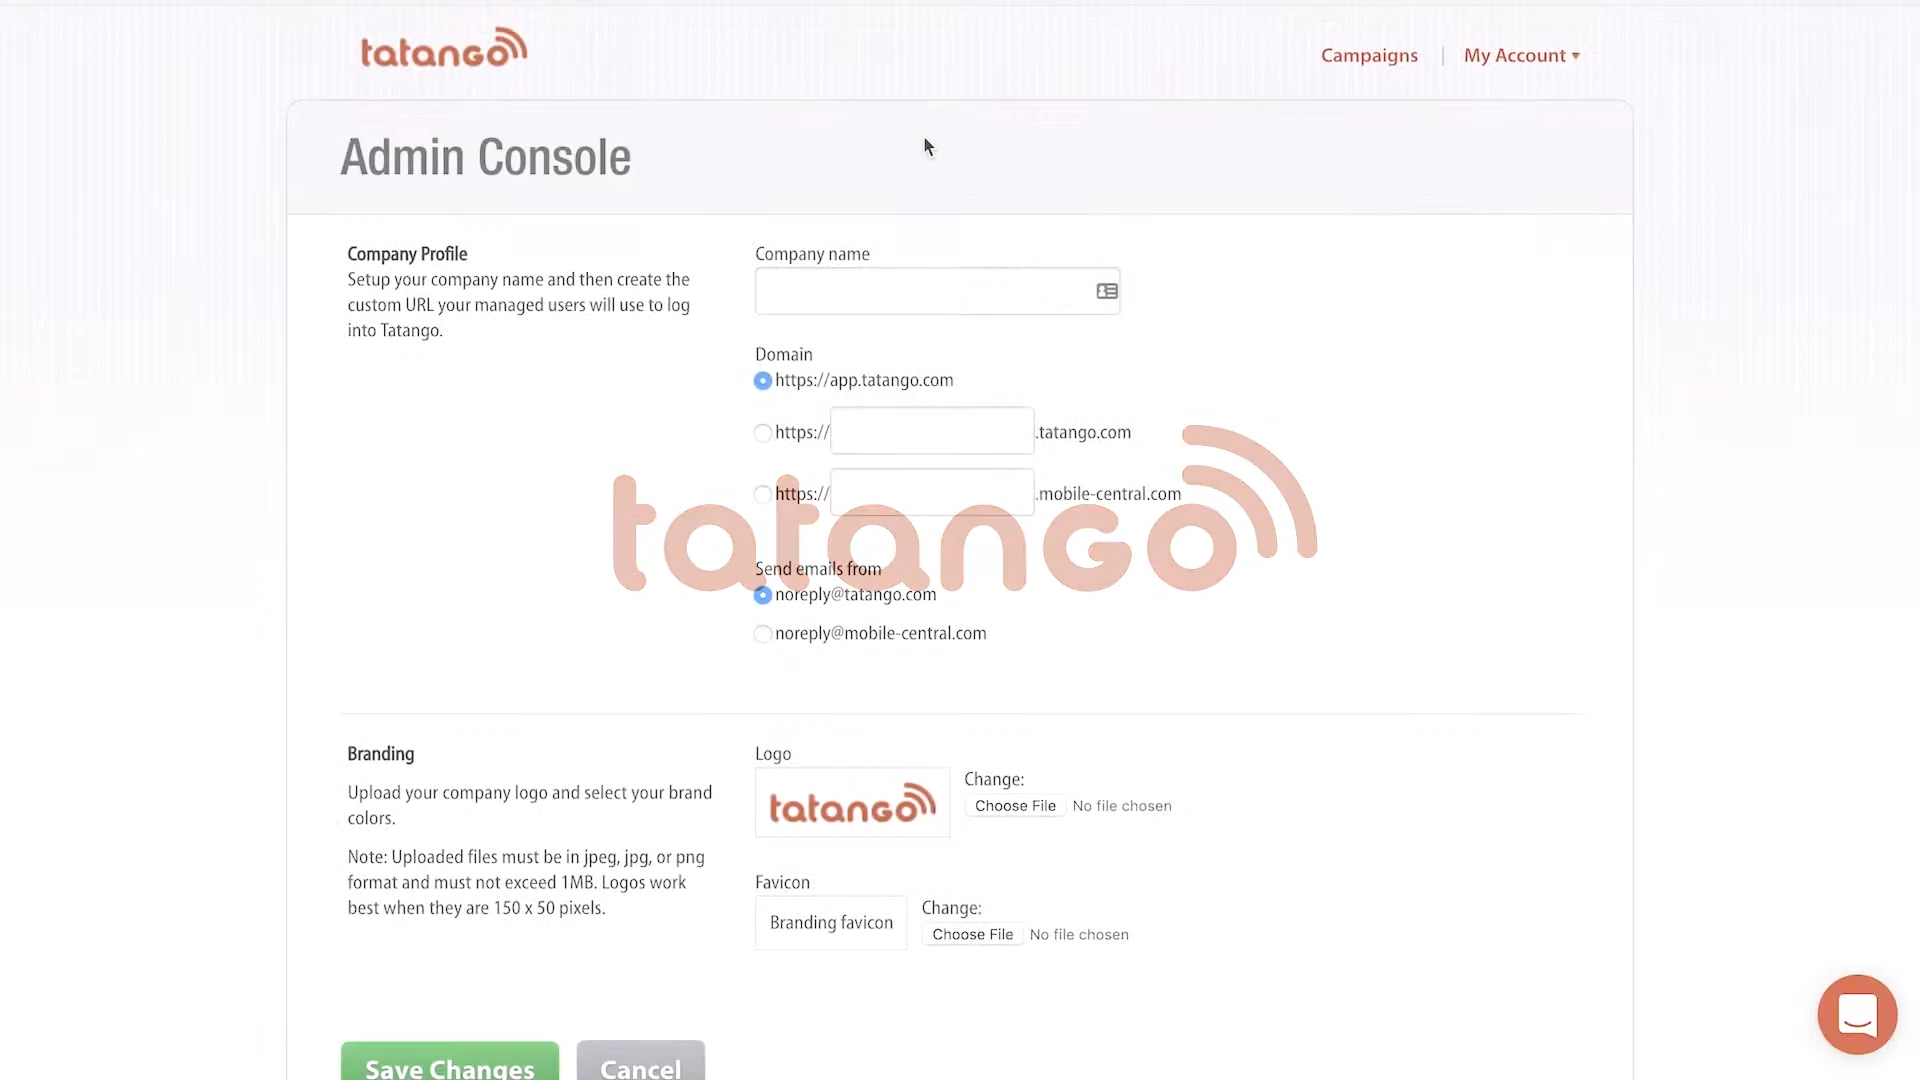 tatango
Campaigns | My Account
Admin Console
Company Profile
Setup your company name and then create the
custom URL your managed users will use to log
into Tatango.
Company name
Domain
https://app.tatango.com
https:// .tatango.com
https:// .mobile-central.com
tatango
Send emails from
noreply@tatango.com
noreply@mobile-central.com
Branding
Upload your company logo and select your brand
colors.
Note: Uploaded files must be in jpeg, jpg, or png
format and must not exceed 1MB. Logos work
best when they are 150 x 50 pixels.
Logo
tatango
Change:
Choose File No file chosen
Favicon
Branding favicon
Change:
Choose File No file chosen
Save Changes Cancel